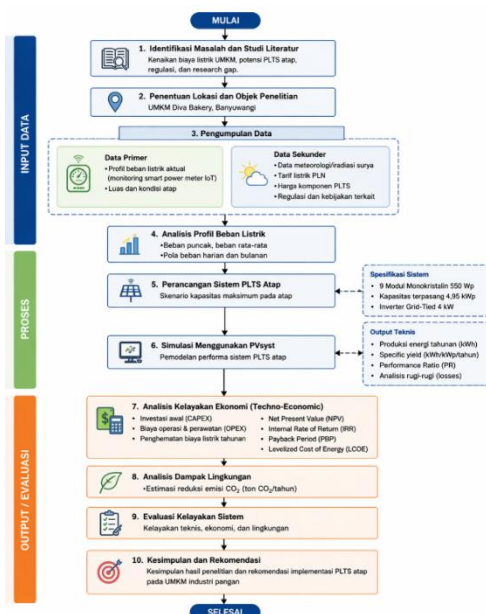 MULAI
INPUT DATA
1. Identifikasi Masalah dan Studi Literatur
Kenaikan biaya listrik UMKM, potensi PLTS atap,
regulasi, dan research gap.
2. Penentuan Lokasi dan Objek Penelitian
UMKM Diva Bakery, Banyuwangi
3. Pengumpulan Data
Data Primer
•Profil beban listrik aktual
(monitoring smart power meter IoT)
•Luas dan kondisi atap
Data Sekunder
•Data meteorologi/iradiasi surya
•Tarif listrik PLN
•Harga komponen PLTS
•Regulasi dan kebijakan terkait
4. Analisis Profil Beban Listrik
•Beban puncak, beban rata-rata
•Pola beban harian dan bulanan
PROSES
5. Perancangan Sistem PLTS Atap
Skenario kapasitas maksimum pada atap
Spesifikasi Sistem
• 9 Modul Monokristalin 550 Wp
• Kapasitas terpasang 4,95 kWp
• Inverter Grid-Tied 4 kW
6. Simulasi Menggunakan PVsyst
Pemodelan performa sistem PLTS atap
Output Teknis
• Produksi energi tahunan (kWh)
• Specific yield (kWh/kWp/tahun)
• Performance Ratio (PR)
• Analisis rugi-rugi (losses)
OUTPUT / EVALUASI
7. Analisis Kelayakan Ekonomi (Techno-Economic)
• Investasi awal (CAPEX)
• Biaya operasi & perawatan (OPEX)
• Penghematan biaya listrik tahunan
• Net Present Value (NPV)
• Internal Rate of Return (IRR)
• Payback Period (PBP)
• Levelized Cost of Energy (LCOE)
8. Analisis Dampak Lingkungan
•Estimasi reduksi emisi CO₂ (ton CO₂/tahun)
9. Evaluasi Kelayakan Sistem
Kelayakan teknis, ekonomi, dan lingkungan
10. Kesimpulan dan Rekomendasi
Kesimpulan hasil penelitian dan rekomendasi implementasi PLTS atap
pada UMKM industri pangan
SELESAI